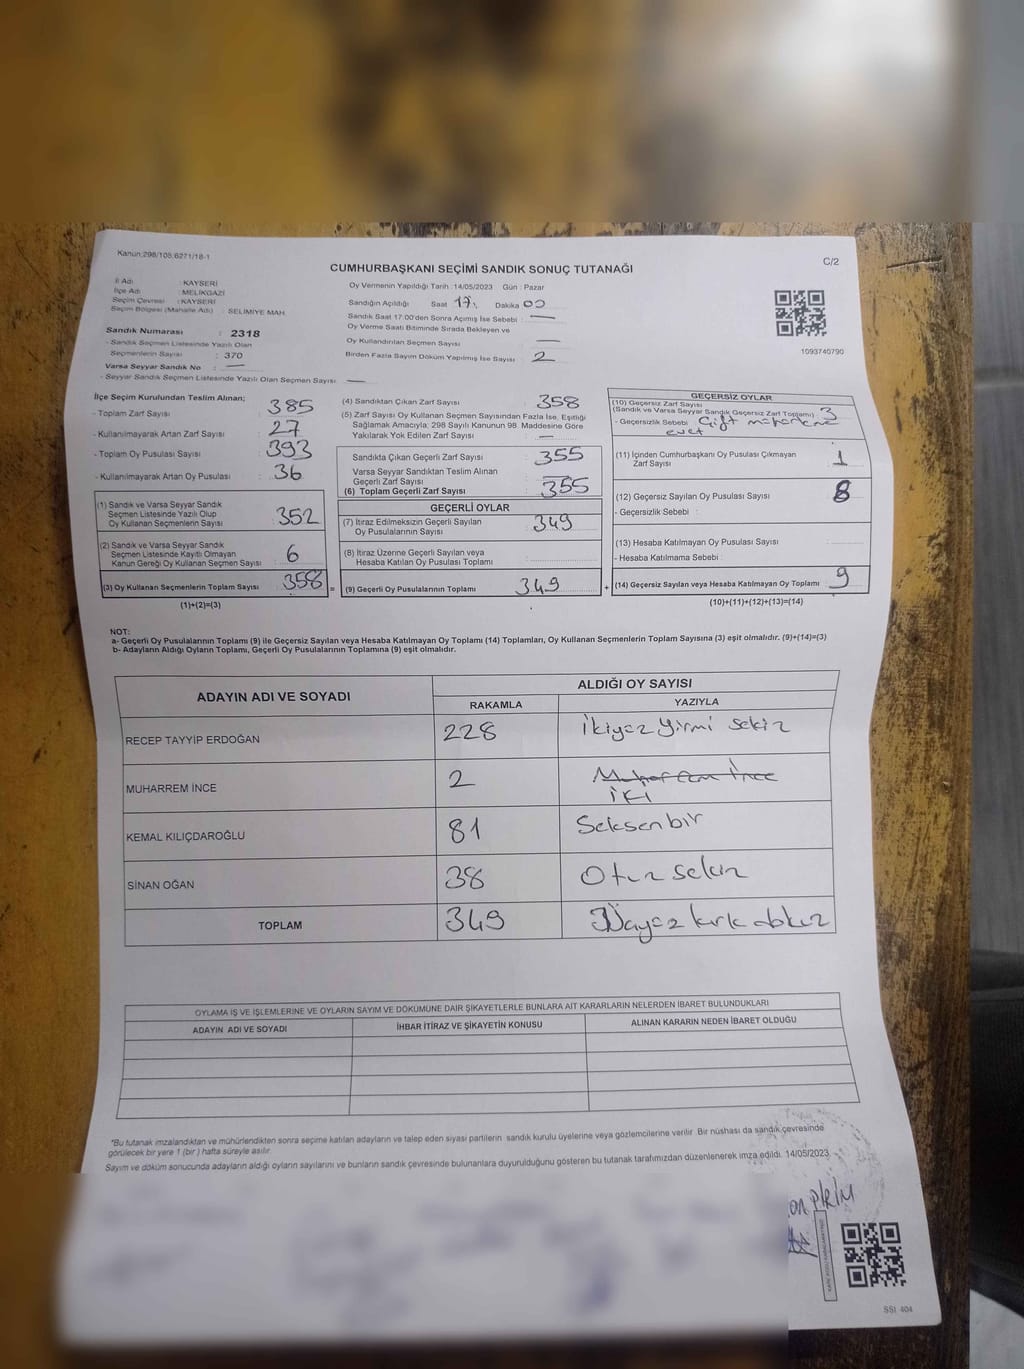 Kanun:298/105;6271/18-1
C/2
CUMHURBAŞKANI SEÇİMİ SANDIK SONUÇ TUTANAĞI
İl Adı : KAYSERİ
İlçe Adı : MELİKGAZİ
Seçim Çevresi : KAYSERİ
Seçim Bölgesi (Mahalle Adı) : SELİMİYE MAH.
Sandık Numarası : 2318
- Sandık Seçmen Listesinde Yazılı Olan
Seçmenlerin Sayısı : 370
Varsa Seyyar Sandık No : —
- Seyyar Sandık Seçmen Listesinde Yazılı Olan Seçmen Sayısı: —
Oy Vermenin Yapıldığı Tarih :14/05/2023 Gün : Pazar
Sandığın Açıldığı Saat 17: Dakika 00
Sandık Saat 17:00'den Sonra Açılmış İse Sebebi : —
Oy Verme Saati Bitiminde Sırada Bekleyen ve
Oy Kullandırılan Seçmen Sayısı : —
Birden Fazla Sayım Döküm Yapılmış İse Sayısı : 2
1093740790
İlçe Seçim Kurulundan Teslim Alınan;
- Toplam Zarf Sayısı : 385
- Kullanılmayarak Artan Zarf Sayısı : 27
- Toplam Oy Pusulası Sayısı : 393
- Kullanılmayarak Artan Oy Pusulası : 36
(1) Sandık ve Varsa Seyyar Sandık
Seçmen Listesinde Yazılı Olup
Oy Kullanan Seçmenlerin Sayısı : 352
(2) Sandık ve Varsa Seyyar Sandık
Seçmen Listesinde Kayıtlı Olmayan
Kanun Gereği Oy Kullanan Seçmen Sayısı : 6
(3) Oy Kullanan Seçmenlerin Toplam Sayısı : 358
(1)+(2)=(3)
(4) Sandıktan Çıkan Zarf Sayısı : 358
(5) Zarf Sayısı Oy Kullanan Seçmen Sayısından Fazla İse, Eşitliği
Sağlamak Amacıyla; 298 Sayılı Kanunun 98. Maddesine Göre
Yakılarak Yok Edilen Zarf Sayısı : —
Sandıkta Çıkan Geçerli Zarf Sayısı : 355
Varsa Seyyar Sandıktan Teslim Alınan
Geçerli Zarf Sayısı : —
(6) Toplam Geçerli Zarf Sayısı : 355
GEÇERLİ OYLAR
(7) İtiraz Edilmeksizin Geçerli Sayılan
Oy Pusulalarının Sayısı : 349
(8) İtiraz Üzerine Geçerli Sayılan veya
Hesaba Katılan Oy Pusulası Toplamı :
= (9) Geçerli Oy Pusulalarının Toplamı : 349 +
GEÇERSİZ OYLAR
(10) Geçersiz Zarf Sayısı
(Sandık ve Varsa Seyyar Sandık Geçersiz Zarf Toplamı) : 3
- Geçersizlik Sebebi : Çift
evet
(11) İçinden Cumhurbaşkanı Oy Pusulası Çıkmayan
Zarf Sayısı : 1
(12) Geçersiz Sayılan Oy Pusulası Sayısı : 8
- Geçersizlik Sebebi :
(13) Hesaba Katılmayan Oy Pusulası Sayısı :
- Hesaba Katılmama Sebebi :
(14) Geçersiz Sayılan veya Hesaba Katılmayan Oy Toplamı : 9
(10)+(11)+(12)+(13)=(14)
NOT:
a- Geçerli Oy Pusulalarının Toplamı (9) ile Geçersiz Sayılan veya Hesaba Katılmayan Oy Toplamı (14) Toplamları, Oy Kullanan Seçmenlerin Toplam Sayısına (3) eşit olmalıdır. (9)+(14)=(3)
b- Adayların Aldığı Oyların Toplamı, Geçerli Oy Pusulalarının Toplamına (9) eşit olmalıdır.
ADAYIN ADI VE SOYADI
ALDIĞI OY SAYISI
RAKAMLA YAZIYLA
RECEP TAYYİP ERDOĞAN 228 İkiyüz yirmi sekiz
MUHARREM İNCE 2 Muharrem İnce
İKİ
KEMAL KILIÇDAROĞLU 81 Seksen bir
SİNAN OĞAN 38 Otuz sekiz
TOPLAM 349 Üçyüz kırk dokuz
OYLAMA İŞ VE İŞLEMLERİNE VE OYLARIN SAYIM VE DÖKÜMÜNE DAİR ŞİKAYETLERLE BUNLARA AİT KARARLARIN NELERDEN İBARET BULUNDUKLARI
ADAYIN ADI VE SOYADI İHBAR İTİRAZ VE ŞİKAYETİN KONUSU ALINAN KARARIN NEDEN İBARET OLDUĞU
*Bu tutanak imzalandıktan ve mühürlendikten sonra seçime katılan adayların ve talep eden siyasi partilerin sandık kurulu üyelerine veya gözlemcilerine verilir. Bir nüshası da sandık çevresinde
görülecek bir yere 1 (bir) hafta süreyle asılır.
Sayım ve döküm sonucunda adayların aldığı oyların sayılarını ve bunların sandık çevresinde bulunanlara duyurulduğunu gösteren bu tutanak tarafımızdan düzenlenerek imza edildi. 14/05/2023
SSI 404